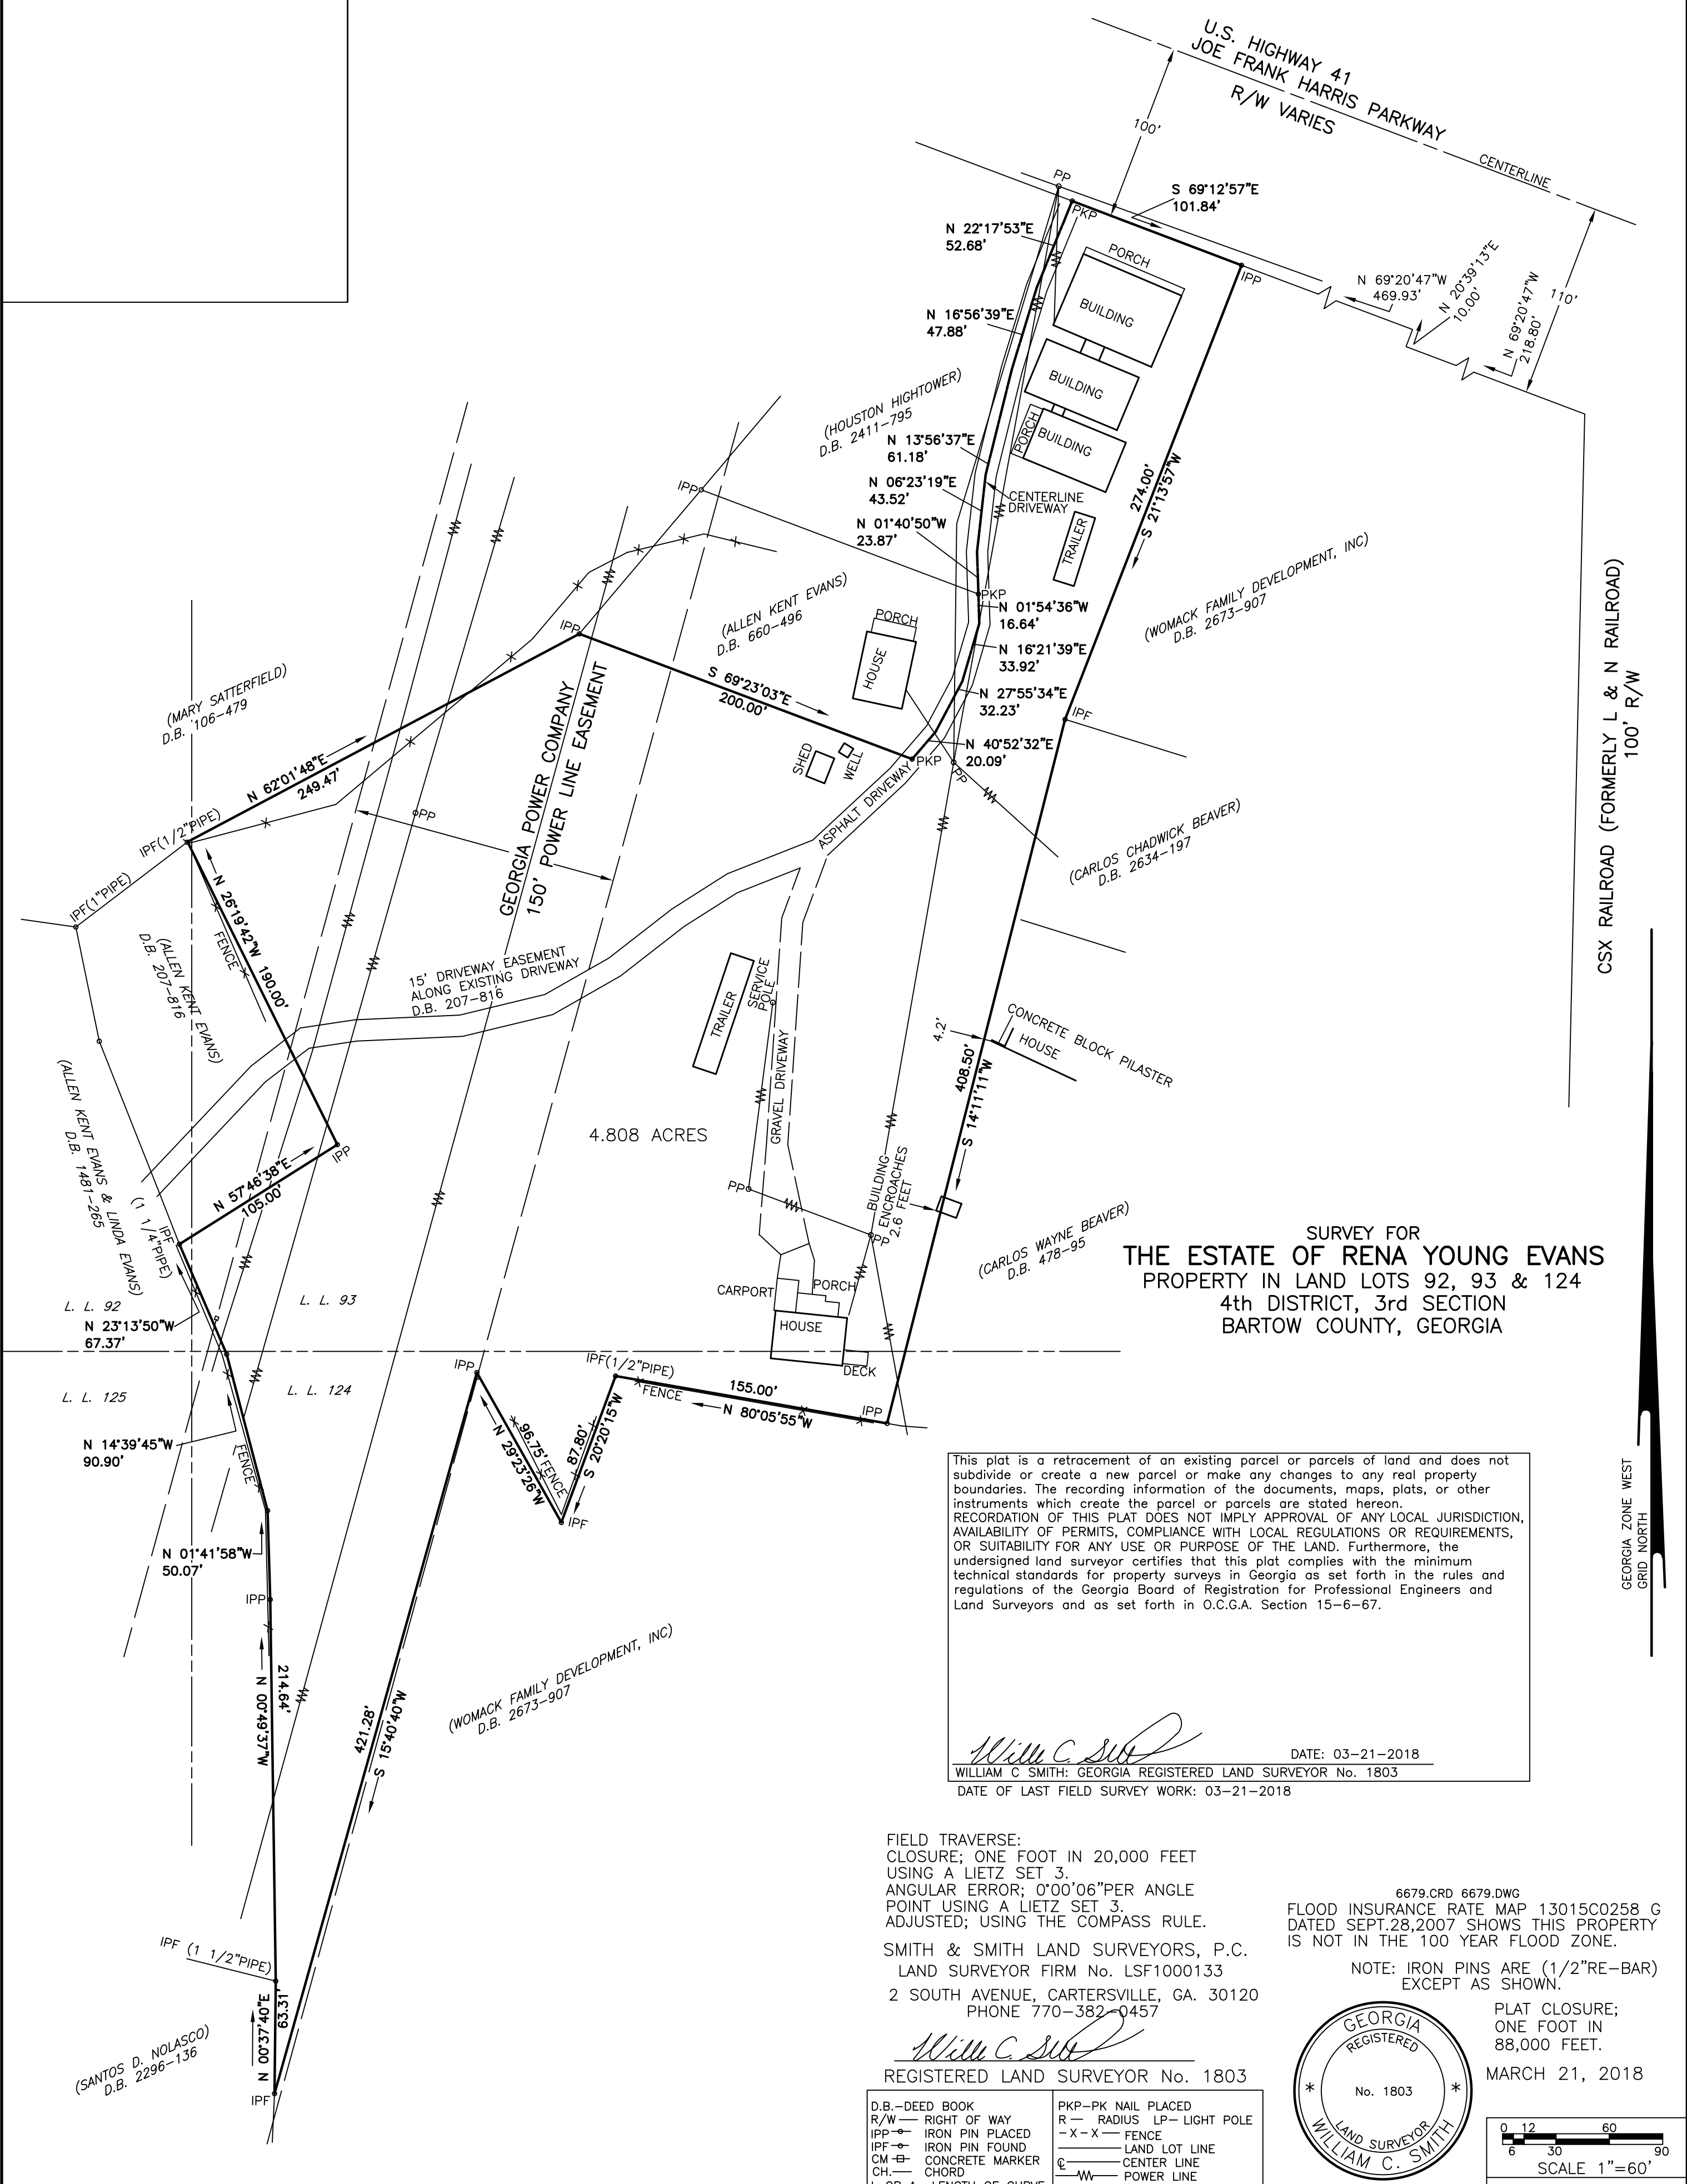 U.S. HIGHWAY 41
JOE FRANK HARRIS PARKWAY
R/W VARIES
CENTERLINE
100'
110'
PP
PKP
S 69°12'57"E
101.84'
IPP
N 69°20'47"W
469.93'
N 20°39'13"E
10.00'
N 69°20'47"W
218.80'
N 22°17'53"E
52.68'
PORCH
BUILDING
N 16°56'39"E
47.88'
BUILDING
(HOUSTON HIGHTOWER)
D.B. 2411-795
PORCH
BUILDING
N 13°56'37"E
61.18'
N 06°23'19"E
43.52'
CENTERLINE
DRIVEWAY
N 01°40'50"W
23.87'
TRAILER
274.00'
S 21°13'57"W
IPP
PKP
N 01°54'36"W
16.64'
N 16°21'39"E
33.92'
N 27°55'34"E
32.23'
N 40°52'32"E
20.09'
(WOMACK FAMILY DEVELOPMENT, INC)
D.B. 2673-907
IPF
CSX RAILROAD (FORMERLY L & N RAILROAD)
100' R/W
(ALLEN KENT EVANS)
D.B. 660-496
PORCH
HOUSE
IPP
S 69°23'03"E
200.00'
SHED
WELL
PKP
PP
ASPHALT DRIVEWAY
(MARY SATTERFIELD)
D.B. 106-479
N 62°01'48"E
249.47'
PP
GEORGIA POWER COMPANY
150' POWER LINE EASEMENT
IPF(1/2"PIPE)
IPF(1"PIPE)
N 26°19'42"W 190.00'
FENCE
(ALLEN KENT EVANS)
D.B. 207-816
15' DRIVEWAY EASEMENT
ALONG EXISTING DRIVEWAY
D.B. 207-816
(CARLOS CHADWICK BEAVER)
D.B. 2634-197
TRAILER
SERVICE
POLE
GRAVEL DRIVEWAY
4.2'
CONCRETE BLOCK PILASTER
HOUSE
408.50'
S 14°11'11"W
4.808 ACRES
IPP
N 57°46'38"E
105.00'
(ALLEN KENT EVANS & LINDA EVANS)
D.B. 1481-265
IPF
(1 1/4"PIPE)
PP
BUILDING
ENCROACHES
2.6 FEET
PP
(CARLOS WAYNE BEAVER)
D.B. 478-95
SURVEY FOR
THE ESTATE OF RENA YOUNG EVANS
PROPERTY IN LAND LOTS 92, 93 & 124
4th DISTRICT, 3rd SECTION
BARTOW COUNTY, GEORGIA
CARPORT
PORCH
HOUSE
DECK
L. L. 92
L. L. 93
N 23°13'50"W
67.37'
L. L. 125
L. L. 124
IPP
IPF(1/2"PIPE)
FENCE
155.00'
N 80°05'55"W
IPP
96.75'
FENCE
N 29°23'26"W
87.80'
S 20°20'15"W
IPF
N 14°39'45"W
90.90'
FENCE
N 01°41'58"W
50.07'
IPP
214.64'
N 00°49'37"W
421.28'
S 15°40'40"W
(WOMACK FAMILY DEVELOPMENT, INC)
D.B. 2673-907
IPF (1 1/2"PIPE)
N 00°37'40"E
63.31'
(SANTOS D. NOLASCO)
D.B. 2296-136
IPF
GEORGIA ZONE WEST
GRID NORTH
This plat is a retracement of an existing parcel or parcels of land and does not
subdivide or create a new parcel or make any changes to any real property
boundaries. The recording information of the documents, maps, plats, or other
instruments which create the parcel or parcels are stated hereon.
RECORDATION OF THIS PLAT DOES NOT IMPLY APPROVAL OF ANY LOCAL JURISDICTION,
AVAILABILITY OF PERMITS, COMPLIANCE WITH LOCAL REGULATIONS OR REQUIREMENTS,
OR SUITABILITY FOR ANY USE OR PURPOSE OF THE LAND. Furthermore, the
undersigned land surveyor certifies that this plat complies with the minimum
technical standards for property surveys in Georgia as set forth in the rules and
regulations of the Georgia Board of Registration for Professional Engineers and
Land Surveyors and as set forth in O.C.G.A. Section 15-6-67.
DATE: 03-21-2018
WILLIAM C SMITH: GEORGIA REGISTERED LAND SURVEYOR No. 1803
DATE OF LAST FIELD SURVEY WORK: 03-21-2018
FIELD TRAVERSE:
CLOSURE; ONE FOOT IN 20,000 FEET
USING A LIETZ SET 3.
ANGULAR ERROR; 0°00'06"PER ANGLE
POINT USING A LIETZ SET 3.
ADJUSTED; USING THE COMPASS RULE.
SMITH & SMITH LAND SURVEYORS, P.C.
LAND SURVEYOR FIRM No. LSF1000133
2 SOUTH AVENUE, CARTERSVILLE, GA. 30120
PHONE 770-382-0457
REGISTERED LAND SURVEYOR No. 1803
6679.CRD 6679.DWG
FLOOD INSURANCE RATE MAP 13015C0258 G
DATED SEPT.28,2007 SHOWS THIS PROPERTY
IS NOT IN THE 100 YEAR FLOOD ZONE.
NOTE: IRON PINS ARE (1/2"RE-BAR)
EXCEPT AS SHOWN.
PLAT CLOSURE;
ONE FOOT IN
88,000 FEET.
MARCH 21, 2018
GEORGIA
REGISTERED
No. 1803
LAND SURVEYOR
WILLIAM C. SMITH
D.B.-DEED BOOK
R/W RIGHT OF WAY
IPP IRON PIN PLACED
IPF IRON PIN FOUND
CM CONCRETE MARKER
CH. CHORD
PKP-PK NAIL PLACED
R- RADIUS LP- LIGHT POLE
-X-X- FENCE
LAND LOT LINE
CENTER LINE
POWER LINE
0 12 60
6 30 90
SCALE 1"=60'